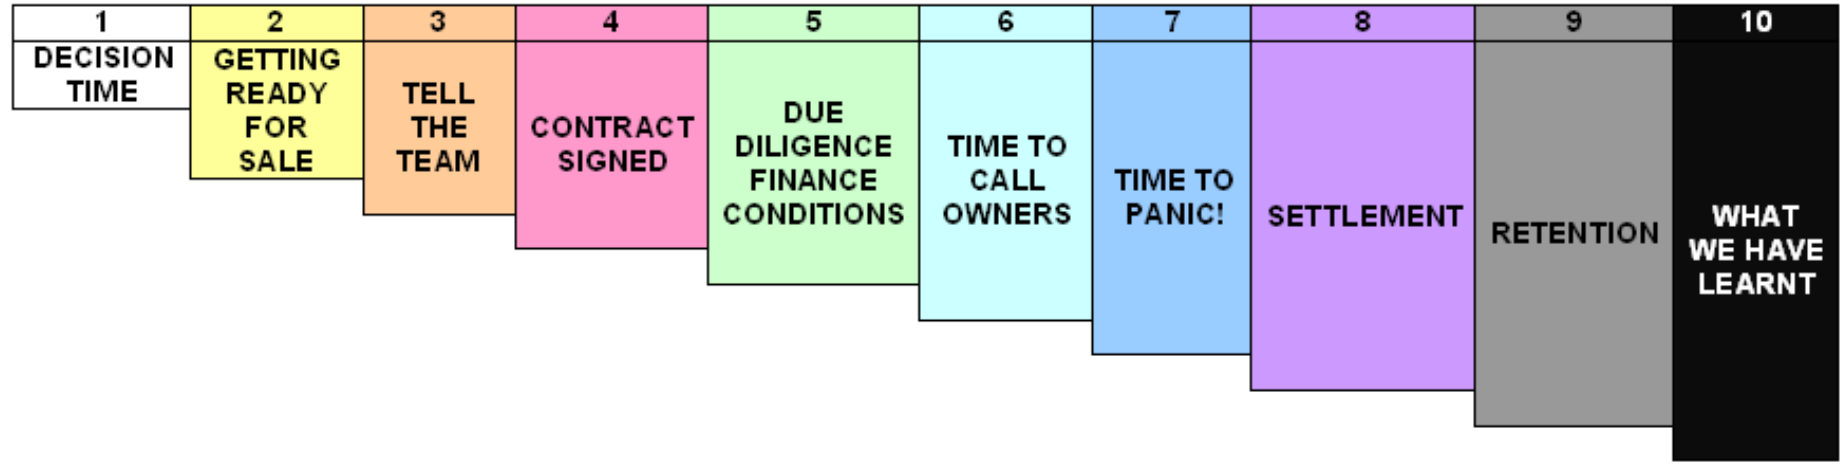 1
DECISION
TIME
2
GETTING
READY
FOR
SALE
3
TELL
THE
TEAM
4
CONTRACT
SIGNED
5
DUE
DILIGENCE
FINANCE
CONDITIONS
6
TIME TO
CALL
OWNERS
7
TIME TO
PANIC!
8
SETTLEMENT
9
RETENTION
10
WHAT
WE HAVE
LEARNT